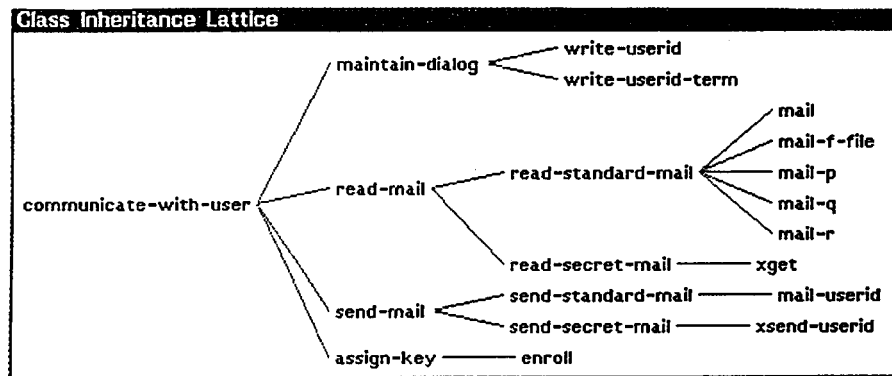 Class Inheritance Lattice
write-userid
maintain-dialog
write-userid-term
mail
mail-f-file
read-standard-mail
mail-p
read-mail
communicate-with-user
mail-q
mail-r
read-secret-mail
xget
send-standard-mail
mail-userid
send-mail
send-secret-mail
xsend-userid
assign-key
enroll